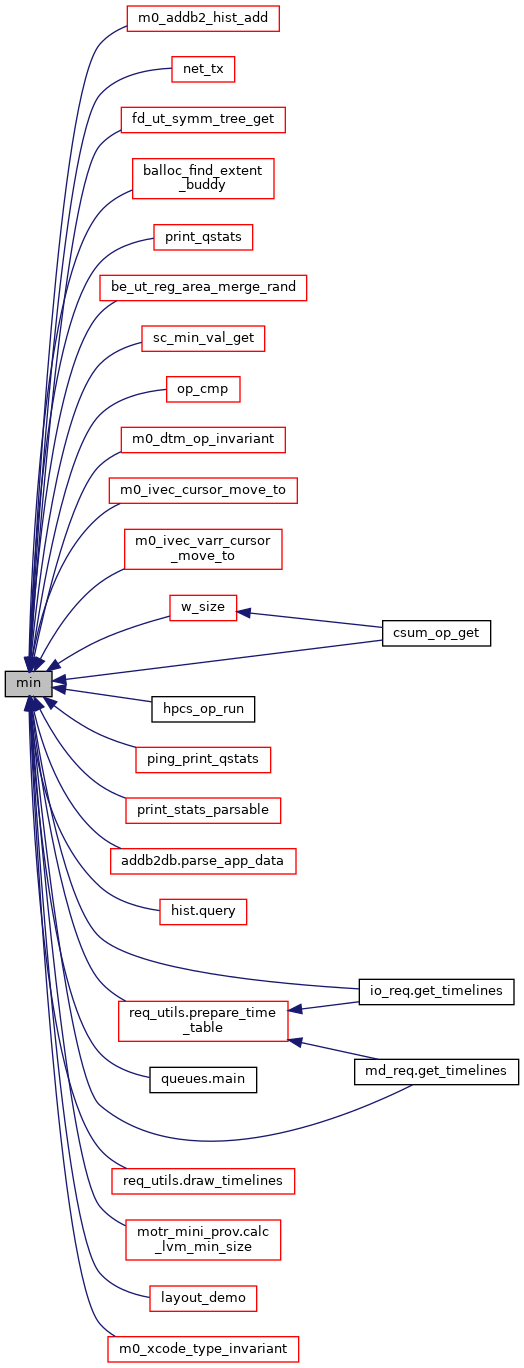 m0_addb2_hist_add
net_tx
fd_ut_symm_tree_get
balloc_find_extent
_buddy
print_qstats
be_ut_reg_area_merge_rand
sc_min_val_get
op_cmp
m0_dtm_op_invariant
m0_ivec_cursor_move_to
m0_ivec_varr_cursor
_move_to
w_size
csum_op_get
min
hpcs_op_run
ping_print_qstats
print_stats_parsable
addb2db.parse_app_data
hist.query
io_req.get_timelines
req_utils.prepare_time
_table
md_req.get_timelines
queues.main
req_utils.draw_timelines
motr_mini_prov.calc
_lvm_min_size
layout_demo
m0_xcode_type_invariant